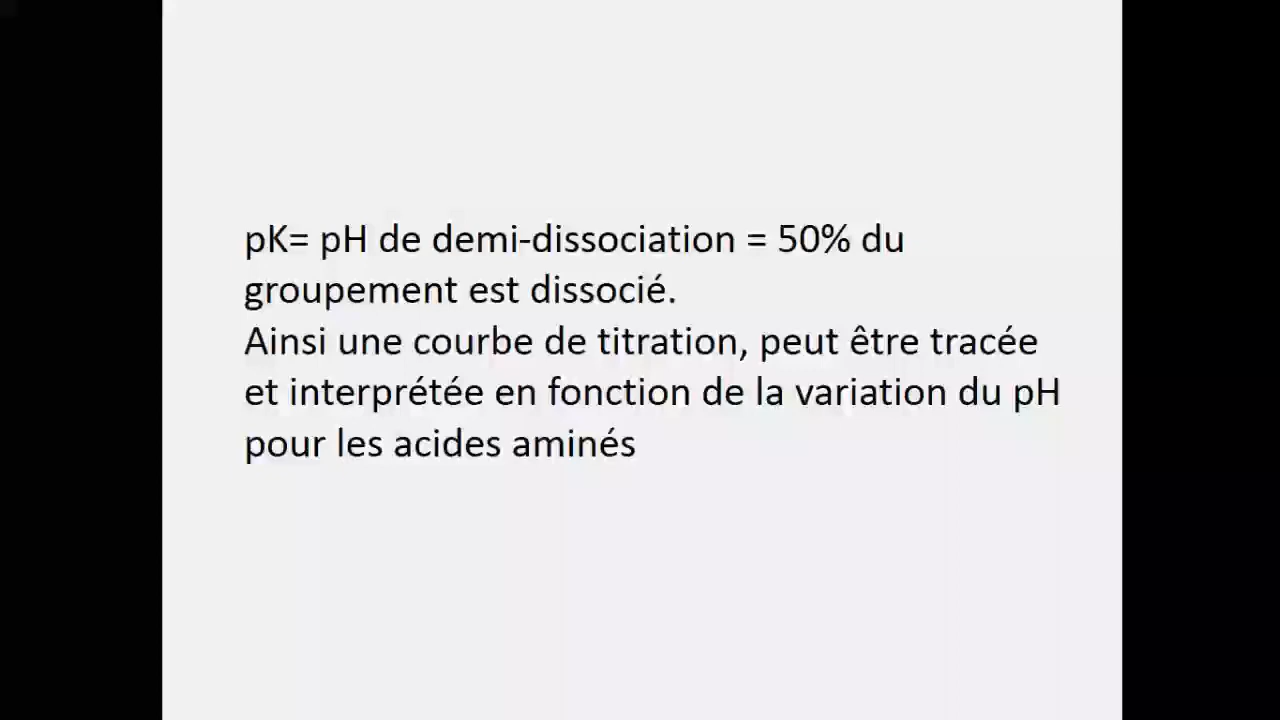 pK= pH de demi-dissociation = 50% du
groupement est dissocié.
Ainsi une courbe de titration, peut être tracée
et interprétée en fonction de la variation du pH
pour les acides aminés